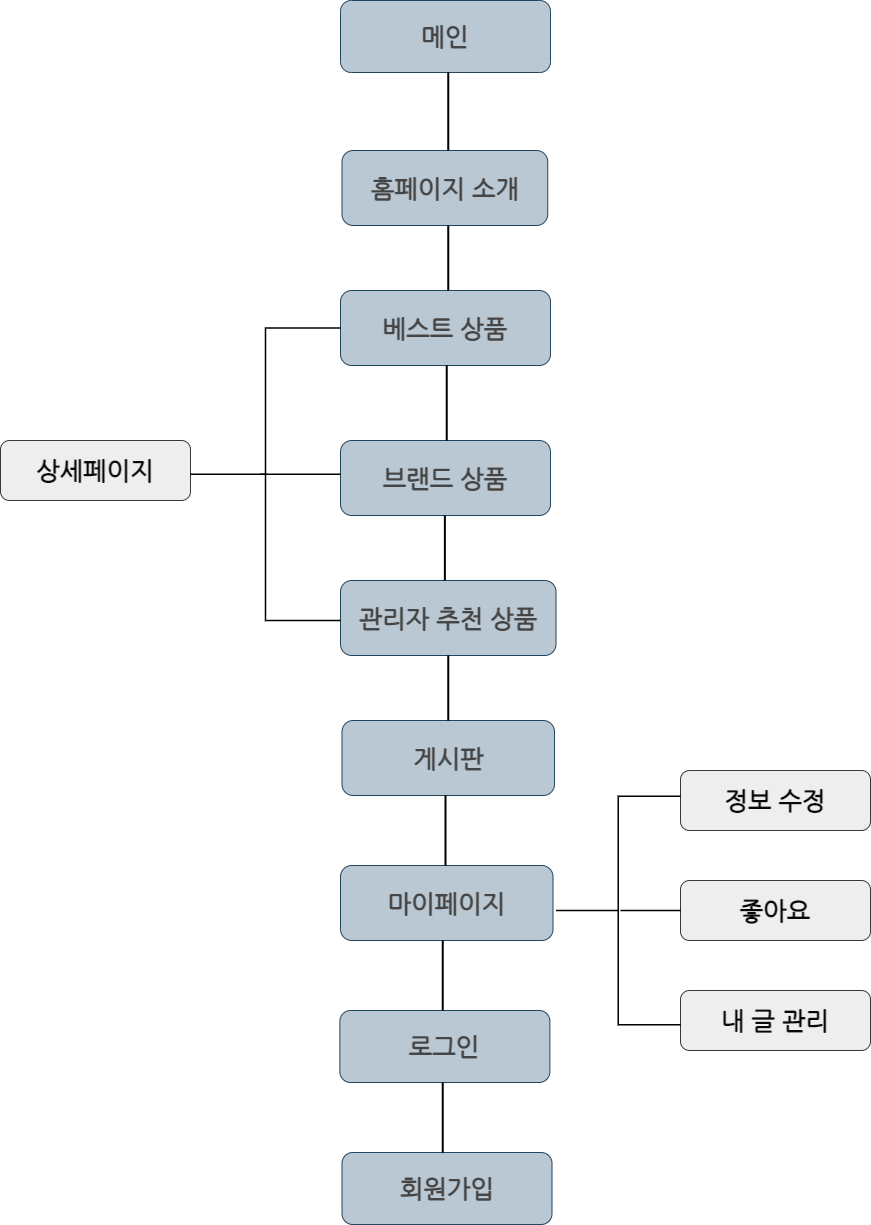 메인
홈페이지 소개
베스트 상품
상세페이지
브랜드 상품
관리자 추천 상품
게시판
정보 수정
마이페이지
좋아요
내 글 관리
로그인
회원가입